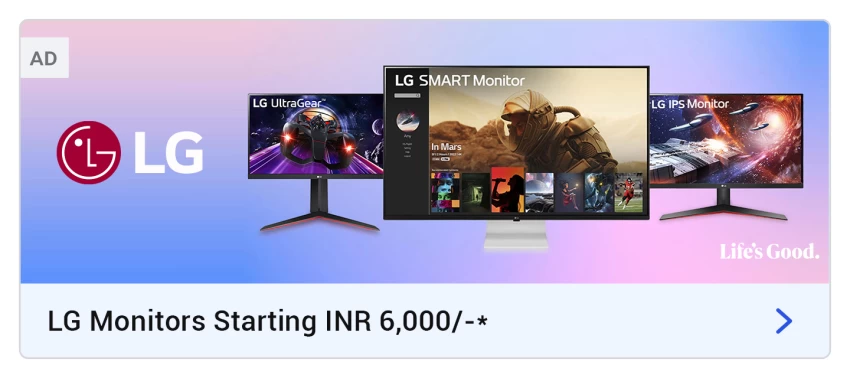 AD
LG UltraGear™
LG SMART Monitor
LG IPS Monitor
LG
In Mars
Life's Good.
LG Monitors Starting INR 6,000/-*